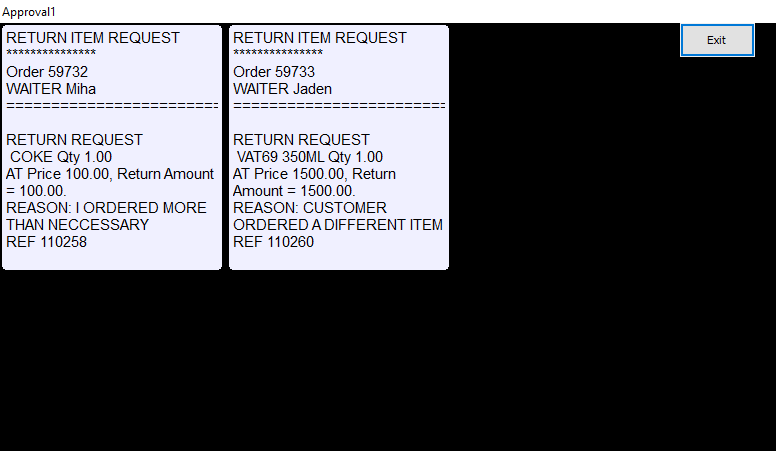 Approval1
RETURN ITEM REQUEST
***************
Order 59732
WAITER Miha
==========================
RETURN REQUEST
COKE Qty 1.00
AT Price 100.00, Return Amount
= 100.00.
REASON: I ORDERED MORE
THAN NECCESSARY
REF 110258
RETURN ITEM REQUEST
***************
Order 59733
WAITER Jaden
==========================
RETURN REQUEST
VAT69 350ML Qty 1.00
AT Price 1500.00, Return
Amount = 1500.00.
REASON: CUSTOMER
ORDERED A DIFFERENT ITEM
REF 110260
Exit